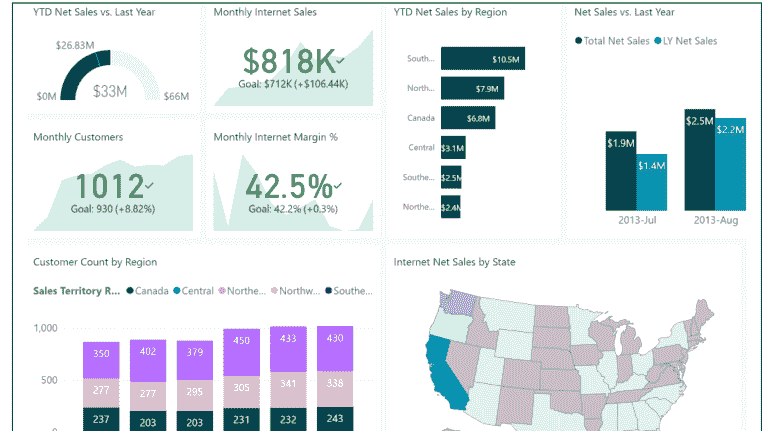 YTD Net Sales vs. Last Year
$26.83M
$0M
$33M
$66M
Monthly Internet Sales
$818K
Goal: $712K (+$106.44K)
YTD Net Sales by Region
South...
$10.5M
North...
$7.9M
Canada
$6.8M
Central
$3.1M
Southe...
$2.5M
Northe...
$2.4M
Net Sales vs. Last Year
Total Net Sales
LY Net Sales
$1.9M
$1.4M
$2.5M
$2.2M
2013-Jul
2013-Aug
Monthly Customers
1012
Goal: 930 (+8.82%)
Monthly Internet Margin %
42.5%
Goal: 42.2% (+0.3%)
Customer Count by Region
Sales Territory R... Canada Central Northe... Northw... Southe...
1,000
500
0
350
402
379
450
433
430
277
277
295
305
341
338
237
203
203
231
232
243
Internet Net Sales by State